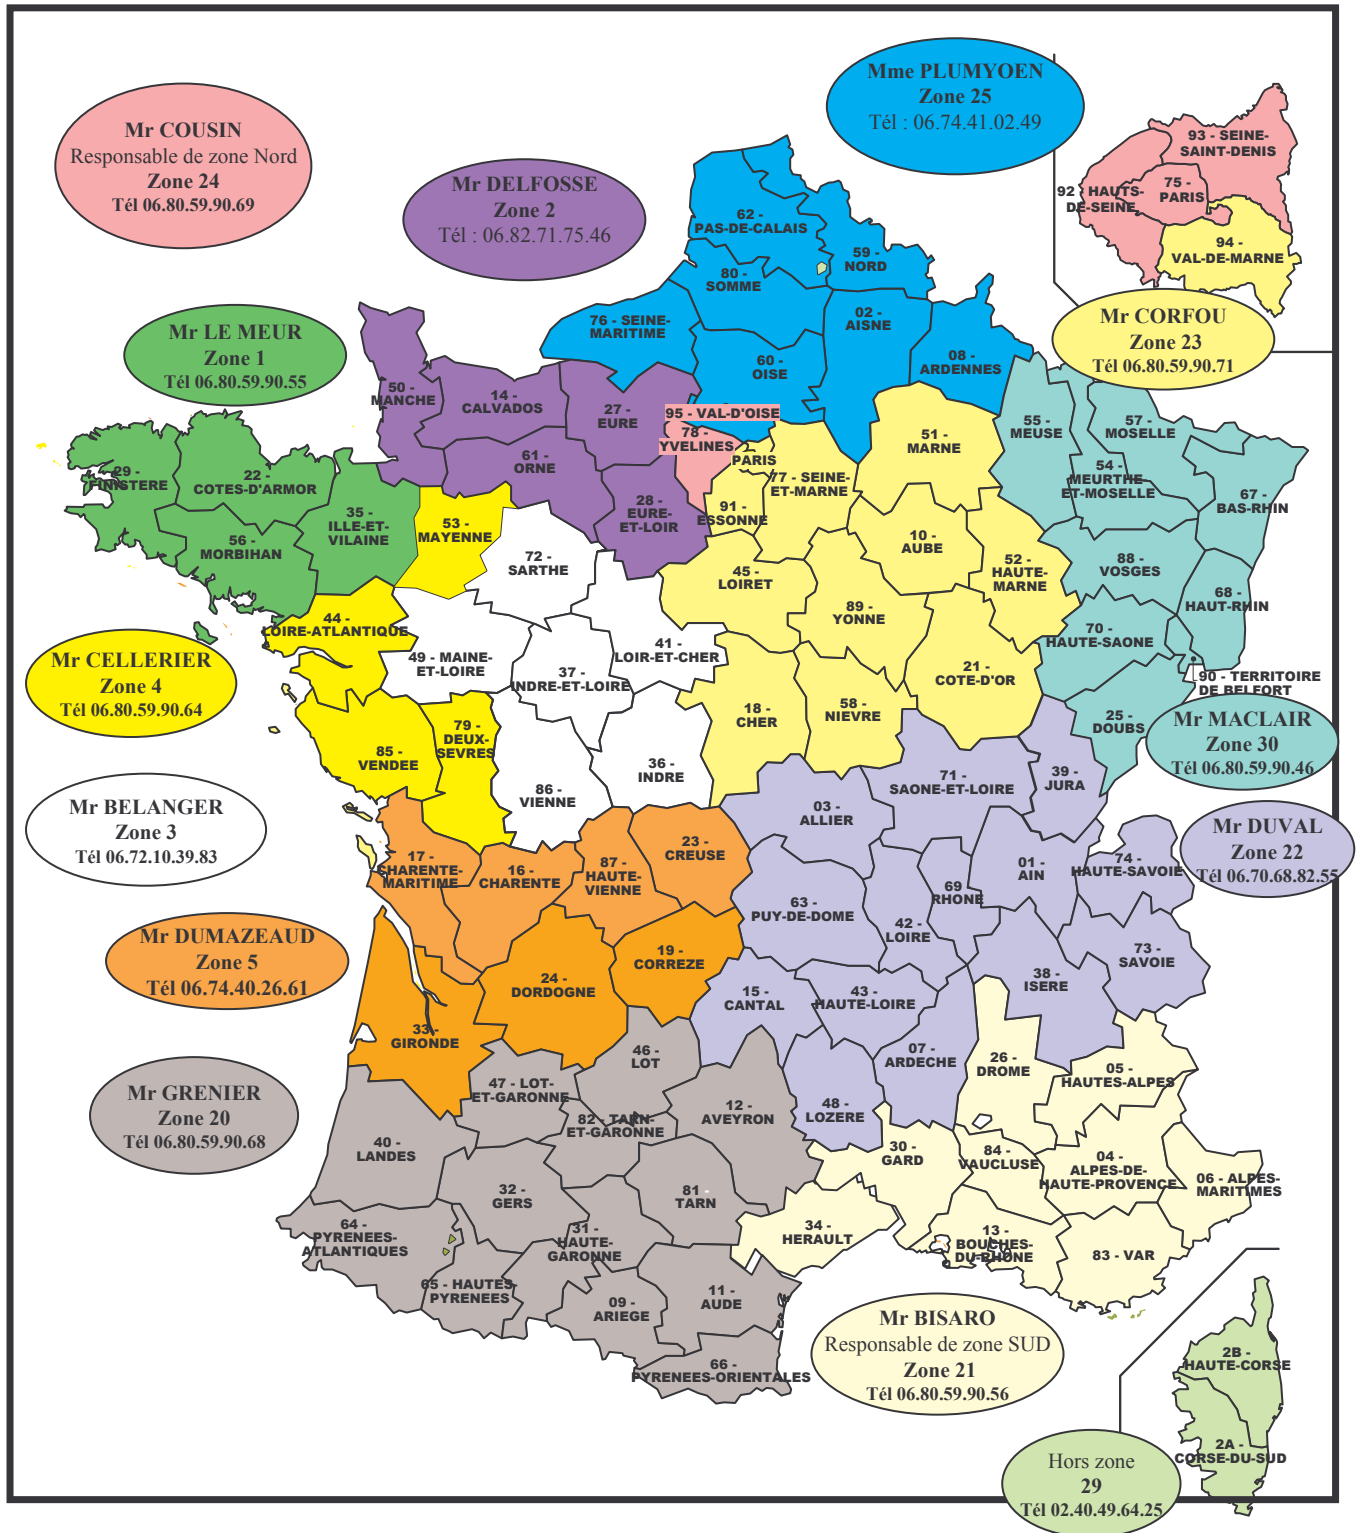 Mme PLUMYOEN
Zone 25
Tél : 06.74.41.02.49
Mr COUSIN
Responsable de zone Nord
Zone 24
Tél 06.80.59.90.69
Mr DELFOSSE
Zone 2
Tél : 06.82.71.75.46
93 - SEINE-
SAINT-DENIS
92 - HAUTS-
DE-SEINE
75 -
PARIS
94 -
VAL-DE-MARNE
Mr CORFOU
Zone 23
Tél 06.80.59.90.71
Mr LE MEUR
Zone 1
Tél 06.80.59.90.55
62 -
PAS-DE-CALAIS
59 -
NORD
80 -
SOMME
76 - SEINE-
MARITIME
02 -
AISNE
60 -
OISE
08 -
ARDENNES
50 -
MANCHE
14 -
CALVADOS
27 -
EURE
95 - VAL-D'OISE
78 -
YVELINES
PARIS
77 - SEINE-
ET-MARNE
91 -
ESSONNE
61 -
ORNE
28 -
EURE-
ET-LOIR
51 -
MARNE
55 -
MEUSE
57 -
MOSELLE
54 -
MEURTHE
ET-MOSELLE
67 -
BAS-RHIN
29 -
FINISTERE
22 -
COTES-D'ARMOR
35 -
ILLE-ET-
VILAINE
56 -
MORBIHAN
53 -
MAYENNE
72 -
SARTHE
45 -
LOIRET
10 -
AUBE
52 -
HAUTE-
MARNE
88 -
VOSGES
68 -
HAUT-RHIN
89 -
YONNE
70 -
HAUTE-SAONE
90 - TERRITOIRE
DE BELFORT
44 -
LOIRE-ATLANTIQUE
49 - MAINE-
ET-LOIRE
37 -
INDRE-ET-LOIRE
41 -
LOIR-ET-CHER
21 -
COTE-D'OR
25 -
DOUBS
Mr CELLERIER
Zone 4
Tél 06.80.59.90.64
Mr MACLAIR
Zone 30
Tél 06.80.59.90.46
18 -
CHER
58 -
NIEVRE
79 -
DEUX-
SEVRES
85 -
VENDEE
86 -
VIENNE
36 -
INDRE
71 -
SAONE-ET-LOIRE
39 -
JURA
03 -
ALLIER
Mr BELANGER
Zone 3
Tél 06.72.10.39.83
Mr DUVAL
Zone 22
Tél 06.70.68.82.55
17 -
CHARENTE-
MARITIME
16 -
CHARENTE
87 -
HAUTE-
VIENNE
23 -
CREUSE
63 -
PUY-DE-DOME
42 -
LOIRE
69 -
RHONE
01 -
AIN
74 -
HAUTE-SAVOIE
73 -
SAVOIE
38 -
ISERE
Mr DUMAZEAUD
Zone 5
Tél 06.74.40.26.61
24 -
DORDOGNE
19 -
CORREZE
15 -
CANTAL
43 -
HAUTE-LOIRE
07 -
ARDECHE
26 -
DROME
05 -
HAUTES-ALPES
33 -
GIRONDE
46 -
LOT
47 - LOT-
ET-GARONNE
82 - TARN-
ET-GARONNE
12 -
AVEYRON
48 -
LOZERE
Mr GRENIER
Zone 20
Tél 06.80.59.90.68
40 -
LANDES
32 -
GERS
81 -
TARN
30 -
GARD
84 -
VAUCLUSE
04 -
ALPES-DE-
HAUTE-PROVENCE
06 - ALPES-
MARITIMES
64 -
PYRENEES-
ATLANTIQUES
31 -
HAUTE-
GARONNE
34 -
HERAULT
13 -
BOUCHES-
DU-RHONE
83 - VAR
65 - HAUTES
PYRENEES
09 -
ARIEGE
11 -
AUDE
66 -
PYRENEES-ORIENTALES
Mr BISARO
Responsable de zone SUD
Zone 21
Tél 06.80.59.90.56
2B -
HAUTE-CORSE
2A -
CORSE-DU-SUD
Hors zone
29
Tél 02.40.49.64.25